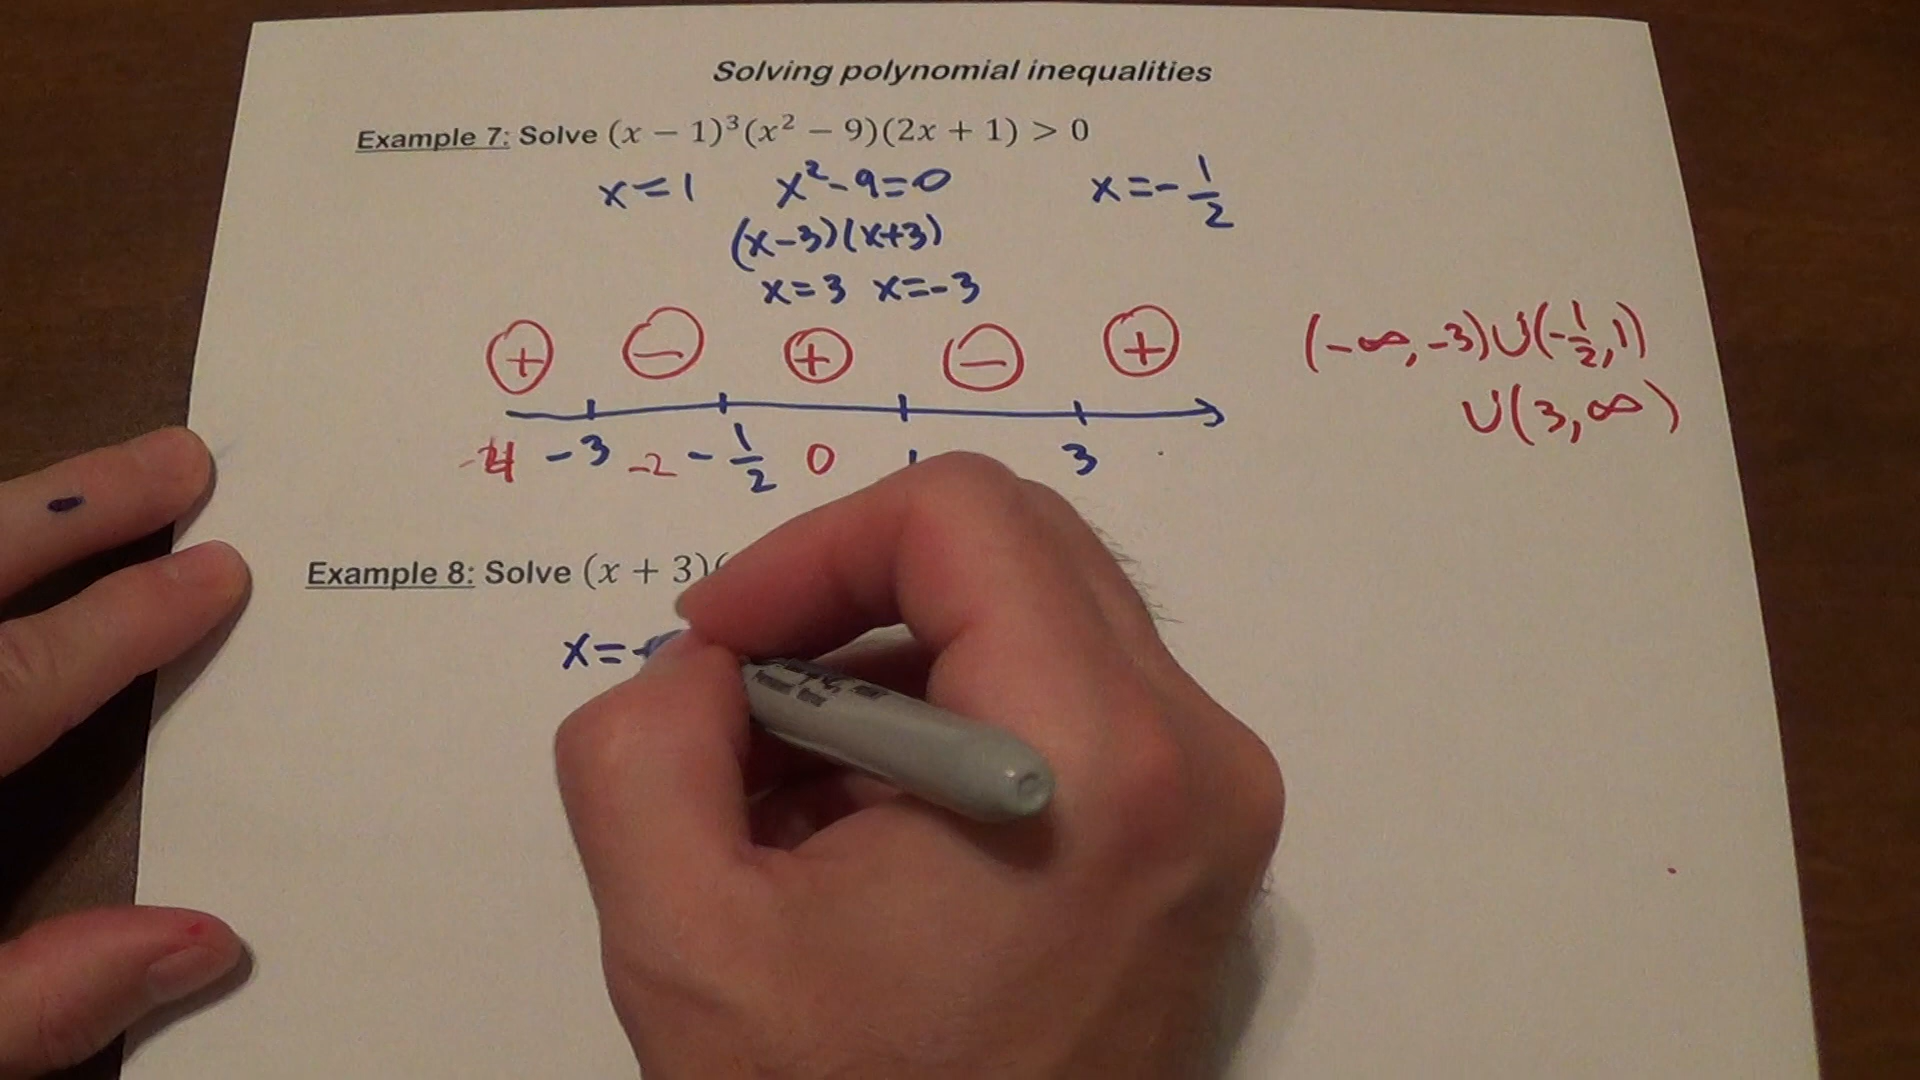 Solving polynomial inequalities
Example 7: Solve (x − 1)³(x² − 9)(2x + 1) > 0
x=1 x²-9=0 x=-1/2
(x-3)(x+3)
x=3 x=-3
+ − + − +
(-∞,-3)∪(-1/2,1)
∪(3,∞)
-4 -3 -2 -1/2 0 3
Example 8: Solve (x + 3)(
x=-